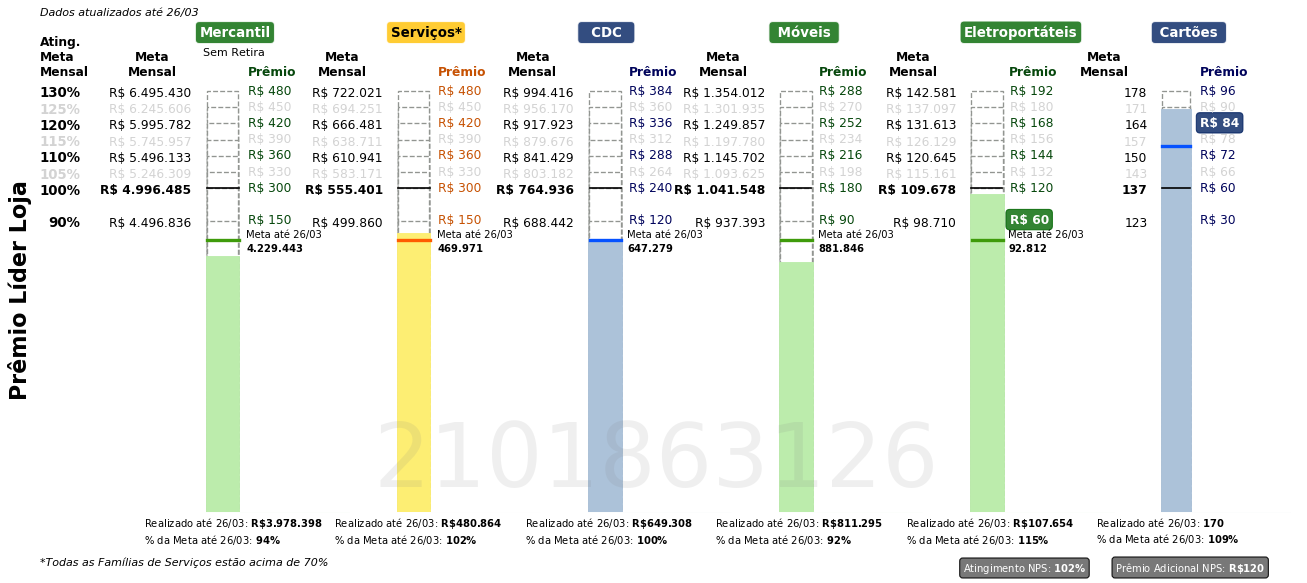 Dados atualizados até 26/03
Mercantil Serviços* CDC Móveis Eletroportáteis Cartões
Sem Retira
Ating. Meta Mensal Meta Mensal Prêmio Meta Mensal Prêmio Meta Mensal Prêmio Meta Mensal Prêmio Meta Mensal Prêmio Meta Mensal Prêmio
130% R$ 6.495.430 R$ 480 R$ 722.021 R$ 480 R$ 994.416 R$ 384 R$ 1.354.012 R$ 288 R$ 142.581 R$ 192 178 R$ 96
125% R$ 6.245.606 R$ 450 R$ 694.251 R$ 450 R$ 956.170 R$ 360 R$ 1.301.935 R$ 270 R$ 137.097 R$ 180 171 R$ 90
120% R$ 5.995.782 R$ 420 R$ 666.481 R$ 420 R$ 917.923 R$ 336 R$ 1.249.857 R$ 252 R$ 131.613 R$ 168 164 R$ 84
115% R$ 5.745.957 R$ 390 R$ 638.711 R$ 390 R$ 879.676 R$ 312 R$ 1.197.780 R$ 234 R$ 126.129 R$ 156 157 R$ 78
110% R$ 5.496.133 R$ 360 R$ 610.941 R$ 360 R$ 841.429 R$ 288 R$ 1.145.702 R$ 216 R$ 120.645 R$ 144 150 R$ 72
105% R$ 5.246.309 R$ 330 R$ 583.171 R$ 330 R$ 803.182 R$ 264 R$ 1.093.625 R$ 198 R$ 115.161 R$ 132 143 R$ 66
100% R$ 4.996.485 R$ 300 R$ 555.401 R$ 300 R$ 764.936 R$ 240 R$ 1.041.548 R$ 180 R$ 109.678 R$ 120 137 R$ 60
90% R$ 4.496.836 R$ 150 R$ 499.860 R$ 150 R$ 688.442 R$ 120 R$ 937.393 R$ 90 R$ 98.710 R$ 60 123 R$ 30
Meta até 26/03 Meta até 26/03 Meta até 26/03 Meta até 26/03 Meta até 26/03
4.229.443 469.971 647.279 881.846 92.812
Prêmio Líder Loja
2101863126
Realizado até 26/03: R$3.978.398 Realizado até 26/03: R$480.864 Realizado até 26/03: R$649.308 Realizado até 26/03: R$811.295 Realizado até 26/03: R$107.654 Realizado até 26/03: 170
% da Meta até 26/03: 94% % da Meta até 26/03: 102% % da Meta até 26/03: 100% % da Meta até 26/03: 92% % da Meta até 26/03: 115% % da Meta até 26/03: 109%
*Todas as Famílias de Serviços estão acima de 70%
Atingimento NPS: 102% Prêmio Adicional NPS: R$120